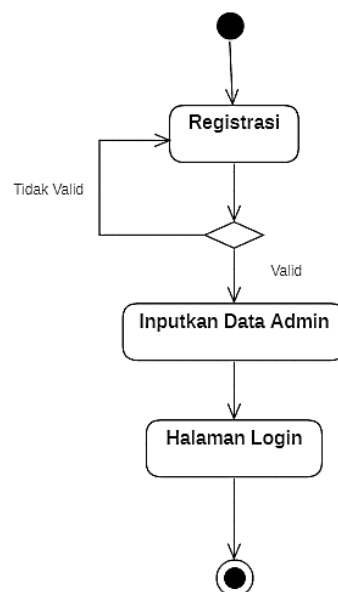 Registrasi
Tidak Valid
Valid
Inputkan Data Admin
Halaman Login